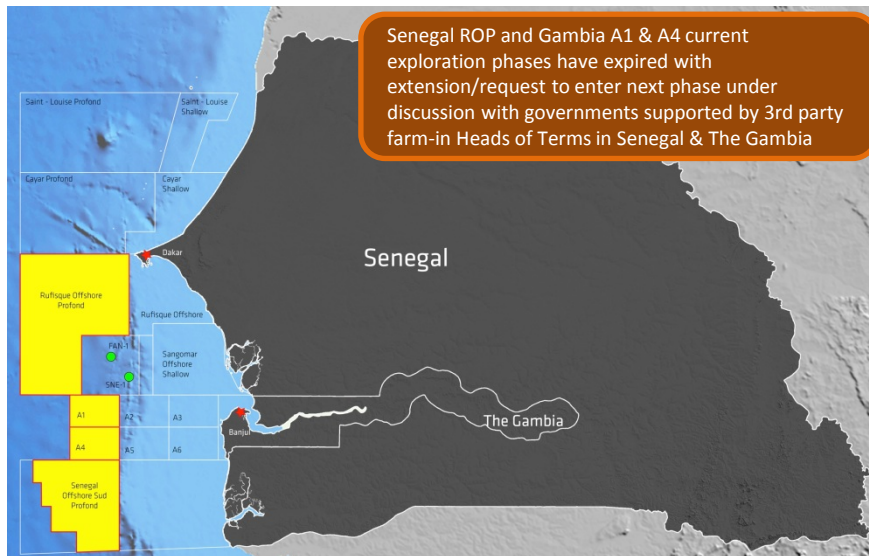 Senegal ROP and Gambia A1 & A4 current
exploration phases have expired with
extension/request to enter next phase under
discussion with governments supported by 3rd party
farm-in Heads of Terms in Senegal & The Gambia
Saint - Louise Profond
Saint - Louise
Shallow
Cayar Profond
Cayar
Shallow
Dakar
Senegal
Rufisque Offshore
Profond
Rufisque Offshore
FAN-1
Sangomar
Offshore
Shallow
SNE-1
A1
A2
A3
Banjul
The Gambia
A4
A5
A6
Senegal
Offshore Sud
Profond